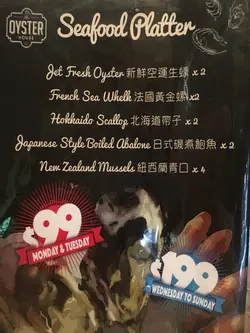 OYSTER
HOUSE
Seafood Platter
Jet Fresh Oyster 新鮮空運生蠔 x 2
French Sea Whelk 法國黃金螺 x 2
Hokkaido Scallop 北海道帶子 x 2
Japanese Style Boiled Abalone 日式磯煮鮑魚 x 2
New Zealand Mussels 紐西蘭青口 x 4
$99
MONDAY & TUESDAY
$199
WEDNESDAY TO SUNDAY